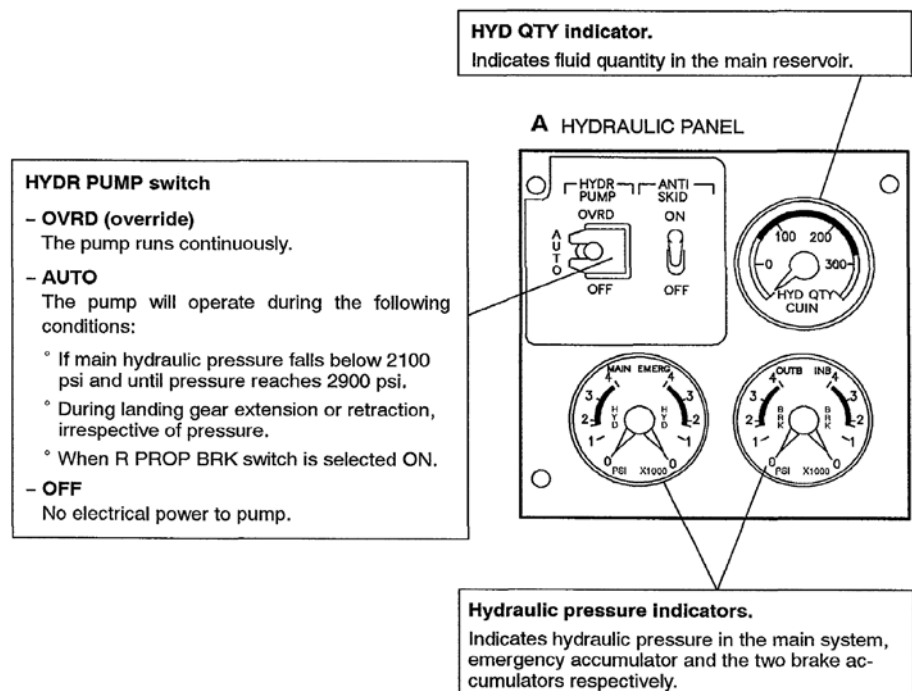 HYD QTY indicator.
Indicates fluid quantity in the main reservoir.
A HYDRAULIC PANEL
HYDR PUMP switch
– OVRD (override)
The pump runs continuously.
– AUTO
The pump will operate during the following
conditions:
° If main hydraulic pressure falls below 2100
psi and until pressure reaches 2900 psi.
° During landing gear extension or retraction,
irrespective of pressure.
° When R PROP BRK switch is selected ON.
– OFF
No electrical power to pump.
HYDR
PUMP
OVRD
AUTO
OFF
ANTI
SKID
ON
OFF
0 100 200 300
HYD QTY
CUIN
MAIN EMERG
4 4
3 3
2 2
1 1
0 0
HYD HYD
PSI X1000
OUTB INB
4 4
3 3
2 2
1 1
0 0
BRK BRK
PSI X1000
Hydraulic pressure indicators.
Indicates hydraulic pressure in the main system,
emergency accumulator and the two brake ac-
cumulators respectively.